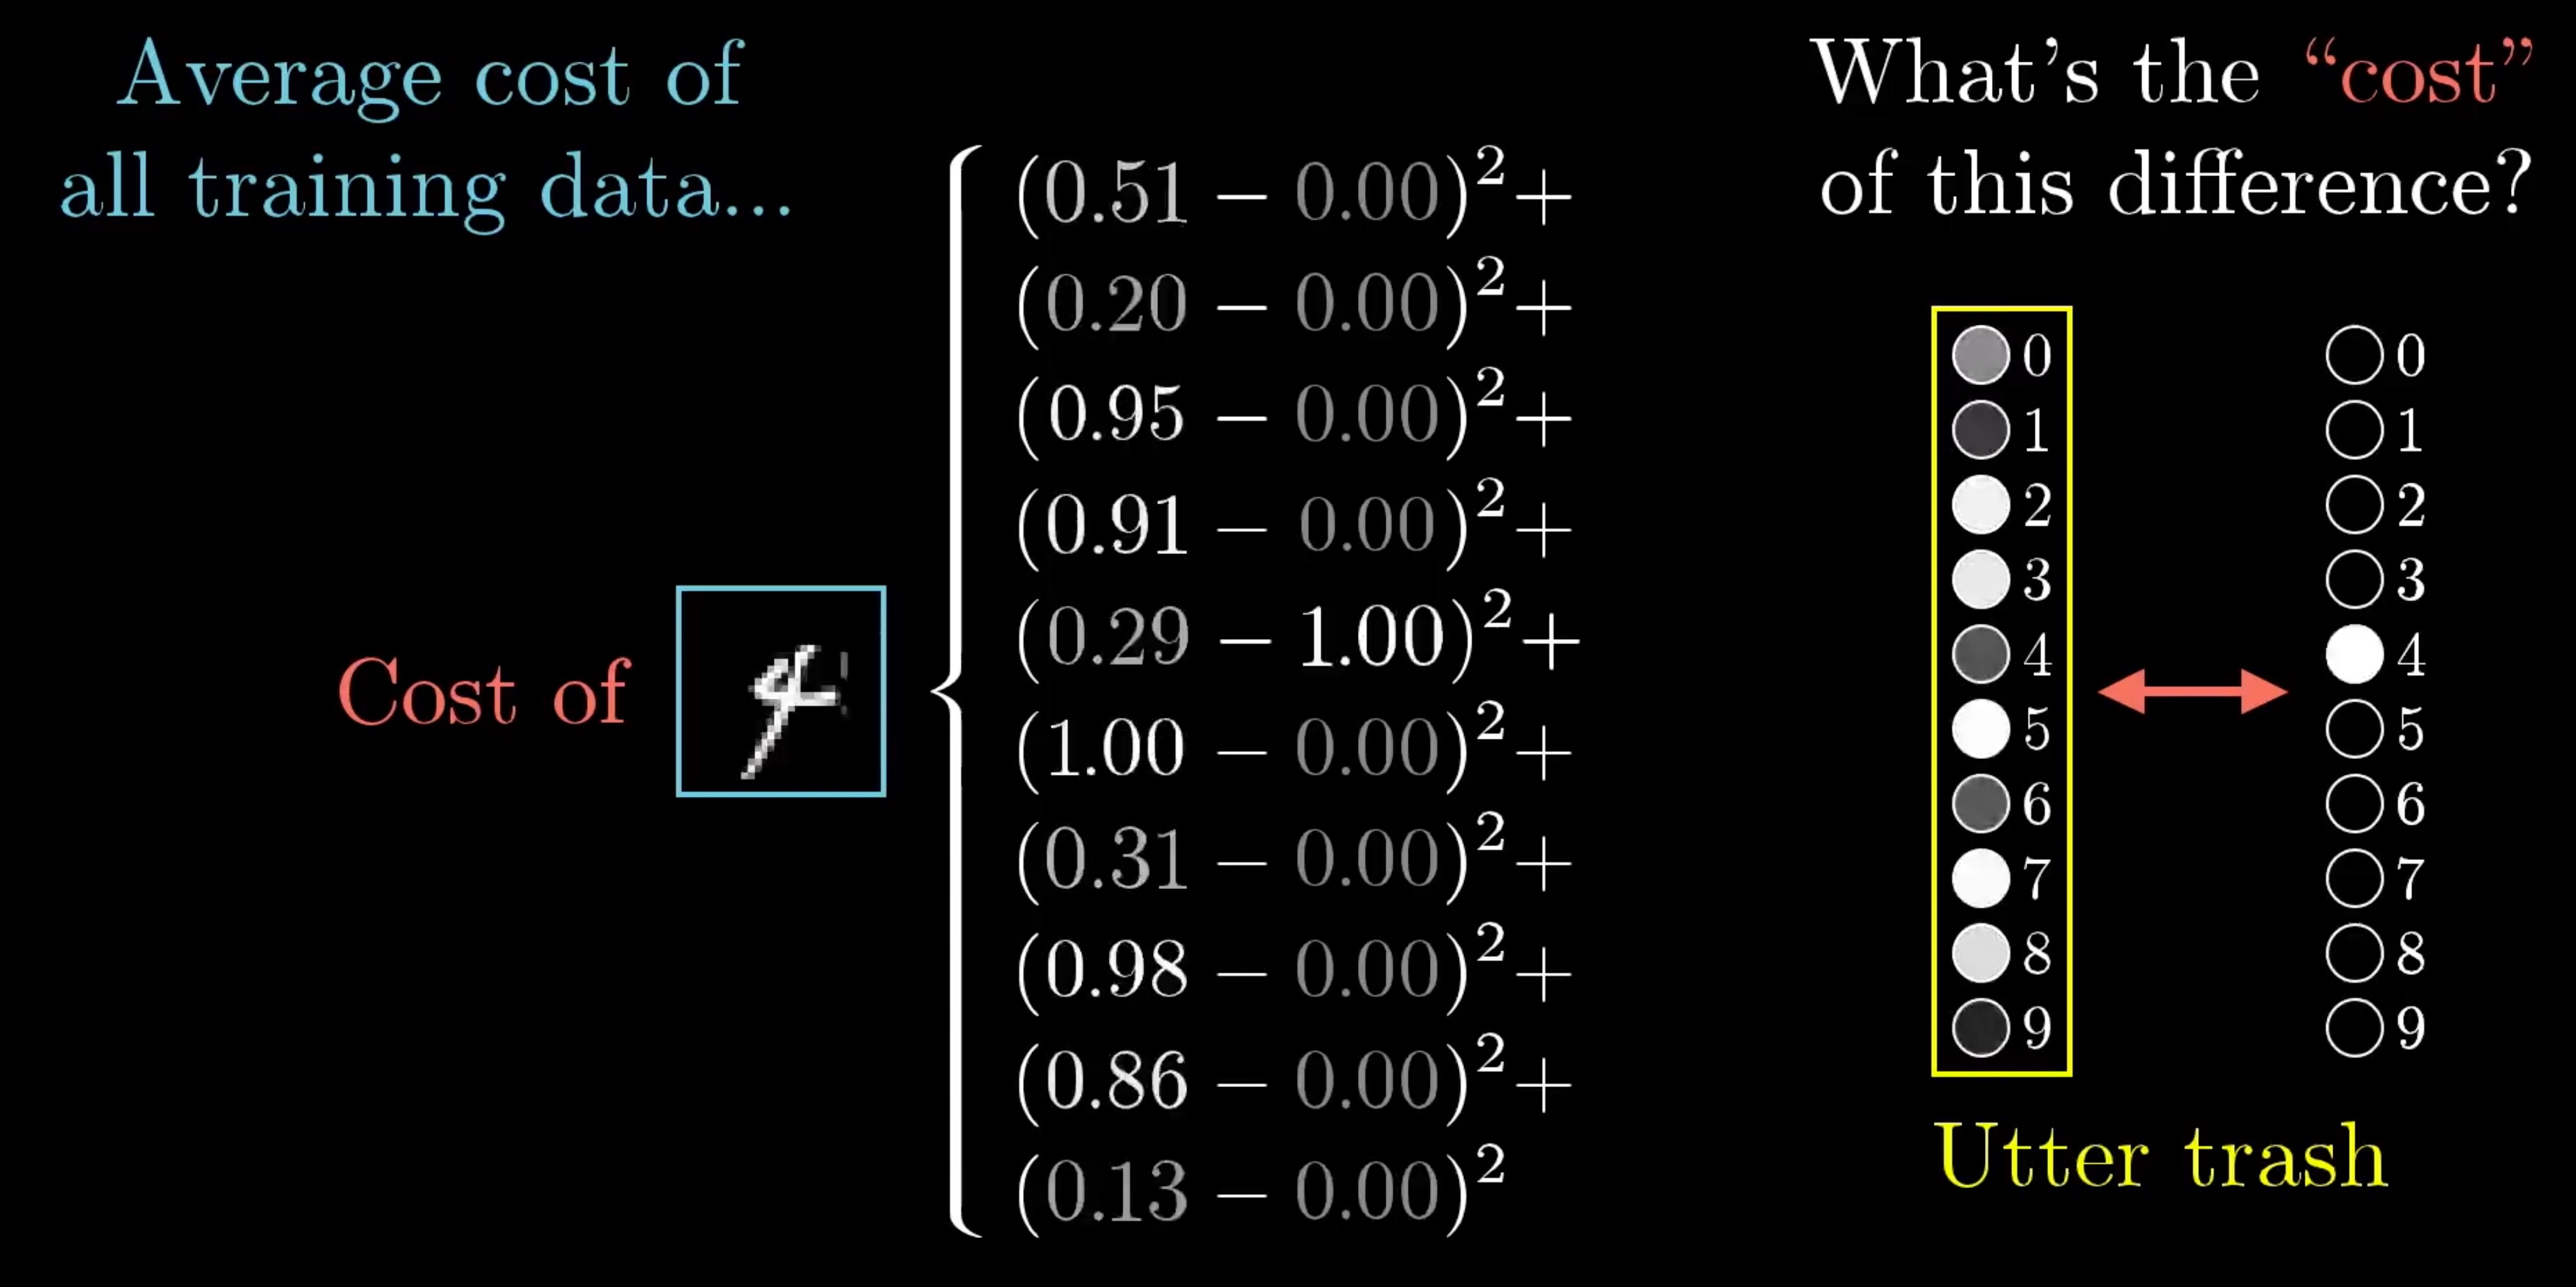 Average cost of
all training data...
What's the “cost”
of this difference?
Cost of
(0.51 − 0.00)²+
(0.20 − 0.00)²+
(0.95 − 0.00)²+
(0.91 − 0.00)²+
(0.29 − 1.00)²+
(1.00 − 0.00)²+
(0.31 − 0.00)²+
(0.98 − 0.00)²+
(0.86 − 0.00)²+
(0.13 − 0.00)²
4
0
1
2
3
4
5
6
7
8
9
0
1
2
3
4
5
6
7
8
9
Utter trash